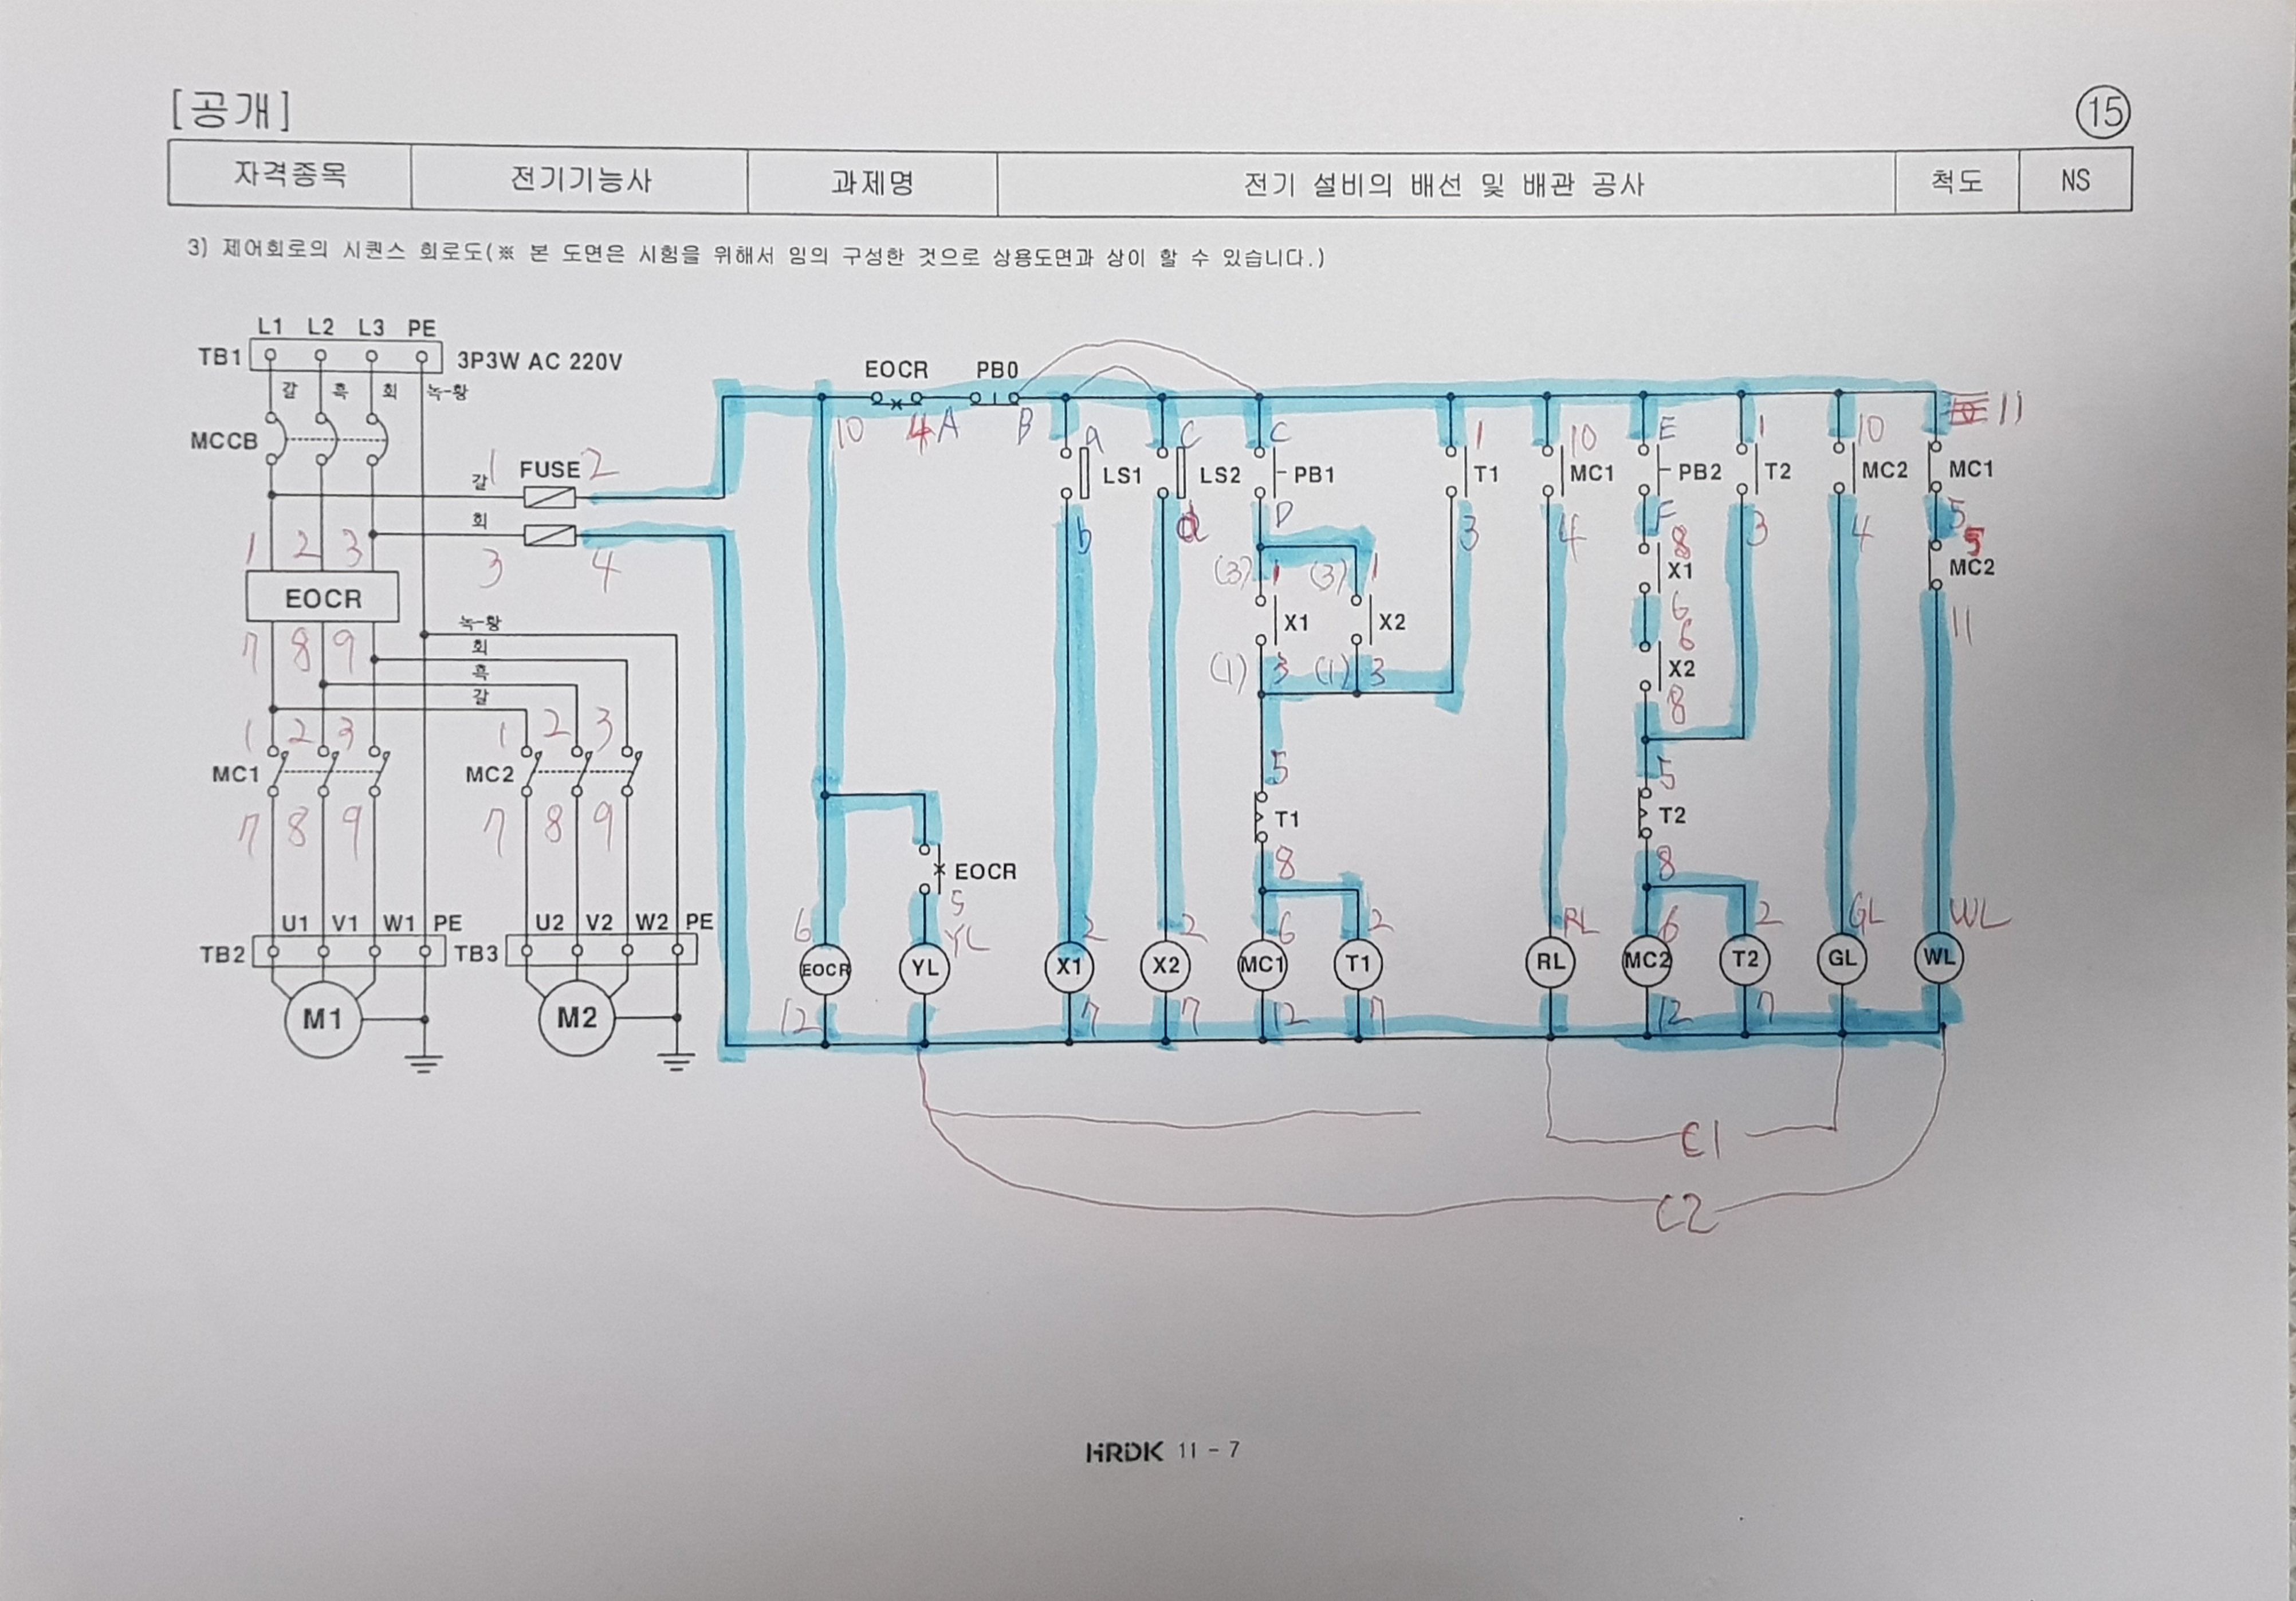 [공개]
15
자격종목 전기기능사 과제명 전기 설비의 배선 및 배관 공사 척도 NS
3) 제어회로의 시퀀스 회로도(※ 본 도면은 시험을 위해서 임의 구성한 것으로 상용도면과 상이 할 수 있습니다.)
L1 L2 L3 PE
TB1 3P3W AC 220V
갈 흑 회 녹-황
EOCR PB0
10 4 A B A C C 1 10 E 1 10 11
MCCB
갈 1 FUSE 2
LS1 LS2 PB1 T1 MC1 PB2 T2 MC2 MC1
회
b d D 3 4 F 3 4 5
1 2 3 3 4
8 5
(3) 1 (3) 1 X1 MC2
EOCR
6
녹-황
X1 X2 6 11
7 8 9 회
흑
(1) 3 (1) 3 X2
갈
8
1 2 3 1 2 3
MC1 MC2 5 5
T1 T2
7 8 9 7 8 9
8 8
EOCR
5
U1 V1 W1 PE U2 V2 W2 PE
6 YL 2 2 6 2 RL 6 2 GL WL
TB2 TB3
EOCR YL X1 X2 MC1 T1 RL MC2 T2 GL WL
M1 M2
12 7 7 12 7 12 7
C1
C2
HRDK 11 - 7